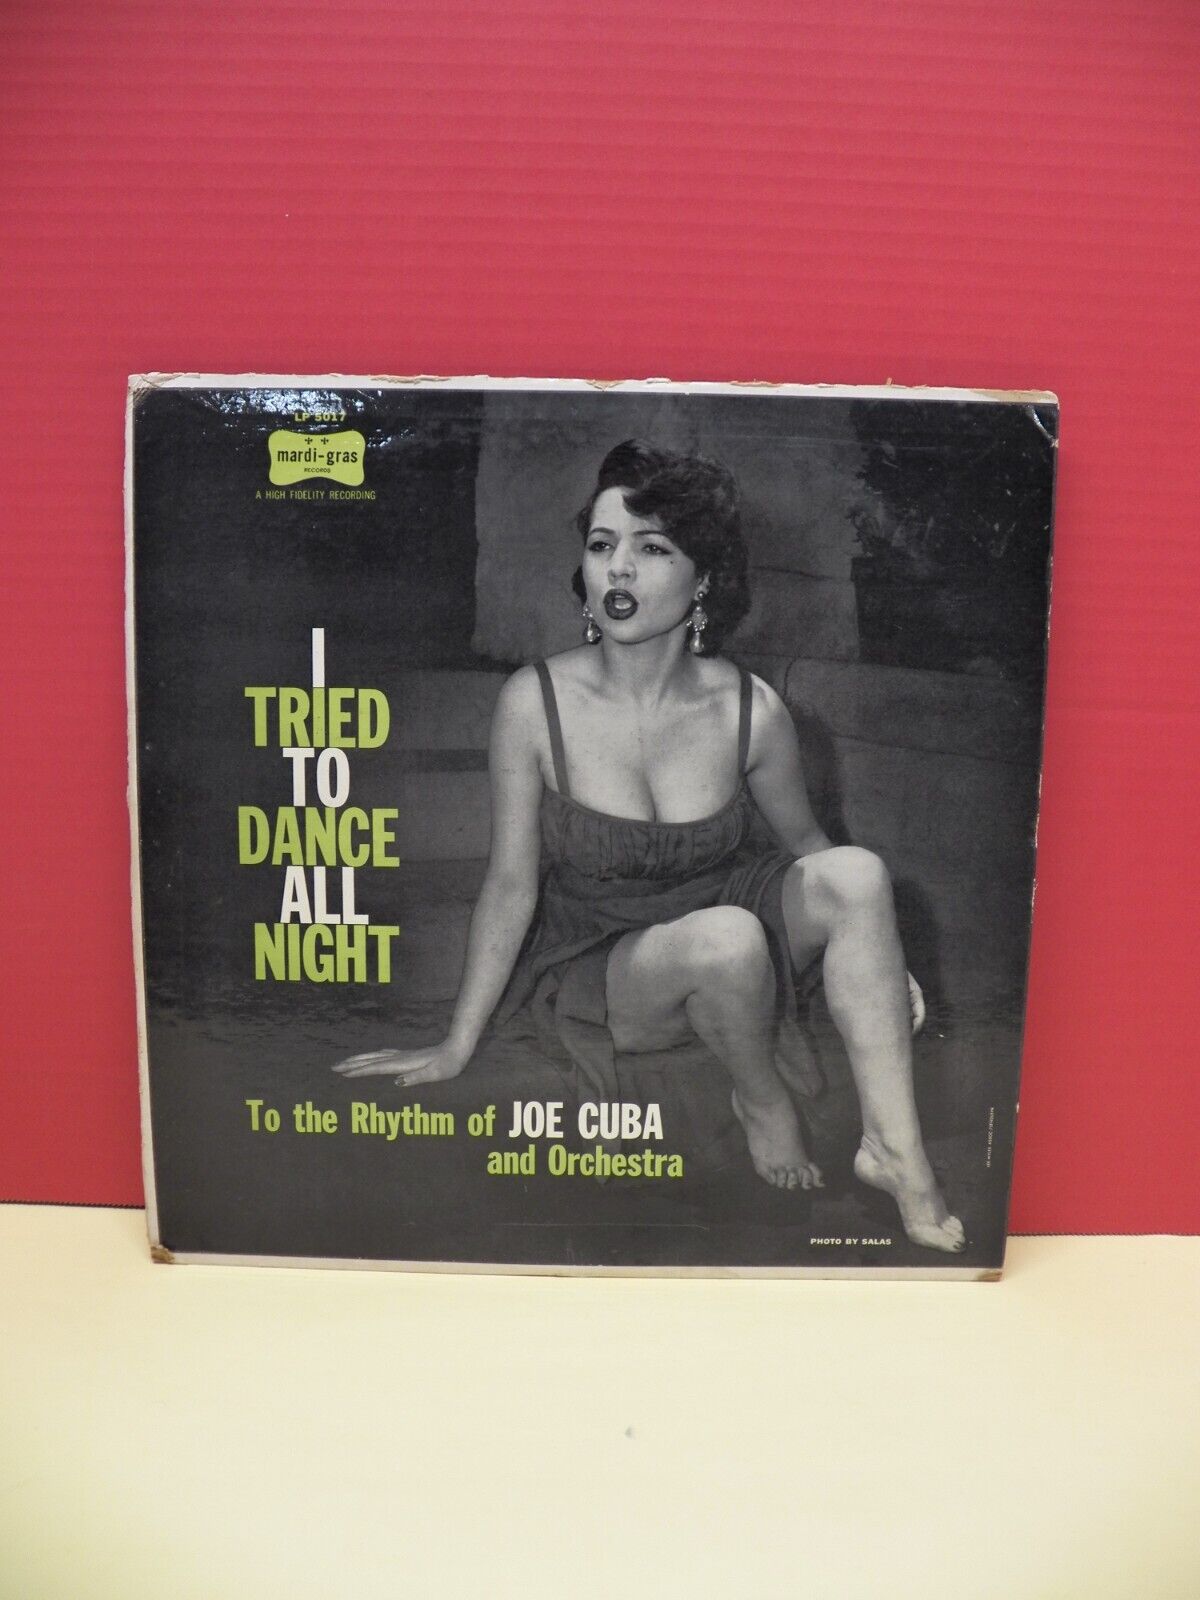 LP 5017
mardi-gras
RECORDS
A HIGH FIDELITY RECORDING
I
TRIED
TO
DANCE
ALL
NIGHT
To the Rhythm of JOE CUBA
and Orchestra
PHOTO BY SALAS